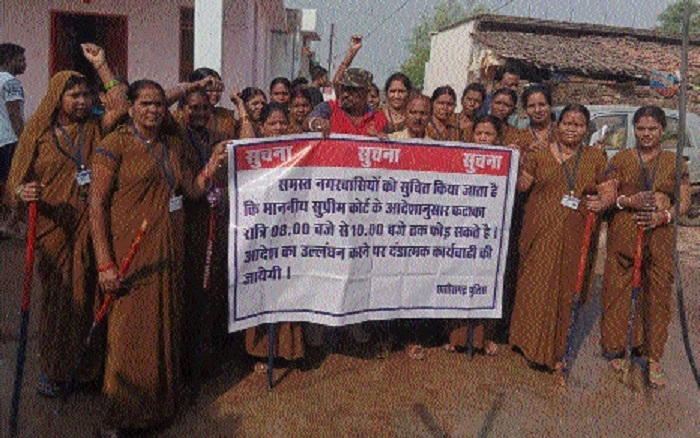 सुचना सुचना सुचना
समस्त नगरवासियों को सुचित किया जाता है
कि माननीय सुप्रीम कोर्ट के आदेशानुसार फटाका
रात्रि 08.00 बजे से 10.00 बजे तक फोड़ सकते है।
आदेश का उल्लंघन करने पर दंडात्मक कार्यवाही की
जायेगी।
छत्तीसगढ़ पुलिस